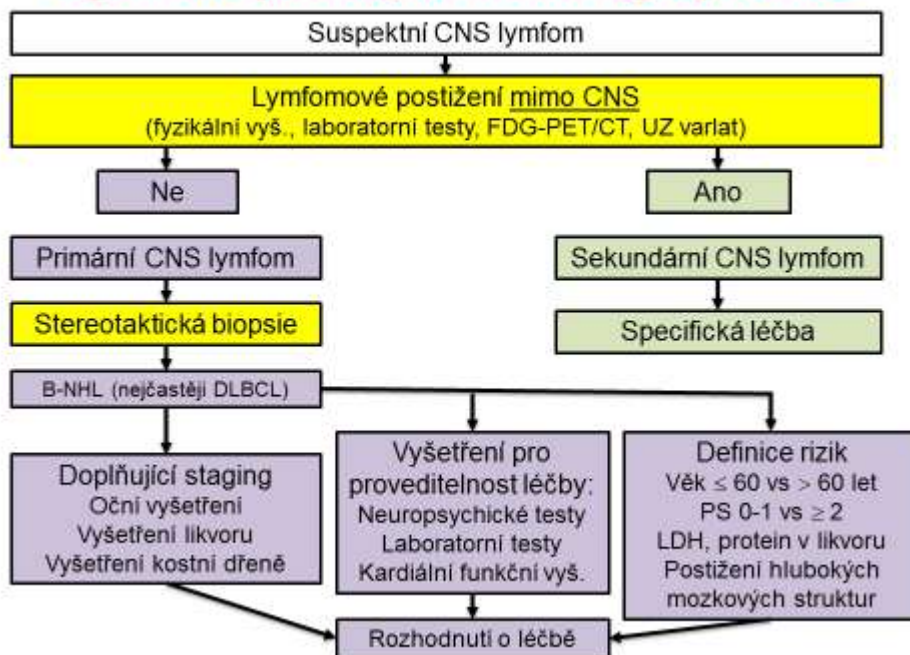 Suspektní CNS lymfom
Lymfomové postižení mimo CNS
(fyzikální vyš., laboratorní testy, FDG-PET/CT, UZ varlat)
Ne
Ano
Primární CNS lymfom
Sekundární CNS lymfom
Stereotaktická biopsie
Specifická léčba
B-NHL (nejčastěji DLBCL)
Doplňující staging
Oční vyšetření
Vyšetření likvoru
Vyšetření kostní dřeně
Vyšetření pro
proveditelnost léčby:
Neuropsychické testy
Laboratorní testy
Kardiální funkční vyš.
Definice rizik
Věk ≤ 60 vs > 60 let
PS 0-1 vs ≥ 2
LDH, protein v likvoru
Postižení hlubokých
mozkových struktur
Rozhodnutí o léčbě